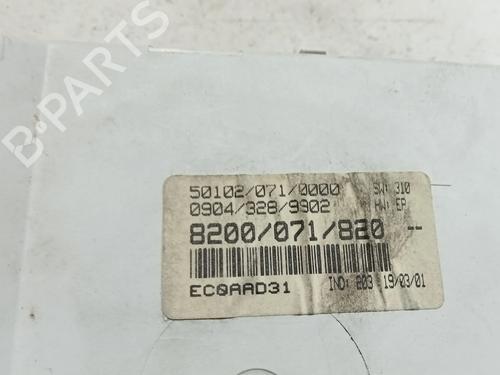 50102/071/0000 SW: 310
0904/328/9902 HW: EP
8200/071/820 --
EC0AAD31 IND: 803 - 19/03/01
B-PARTS